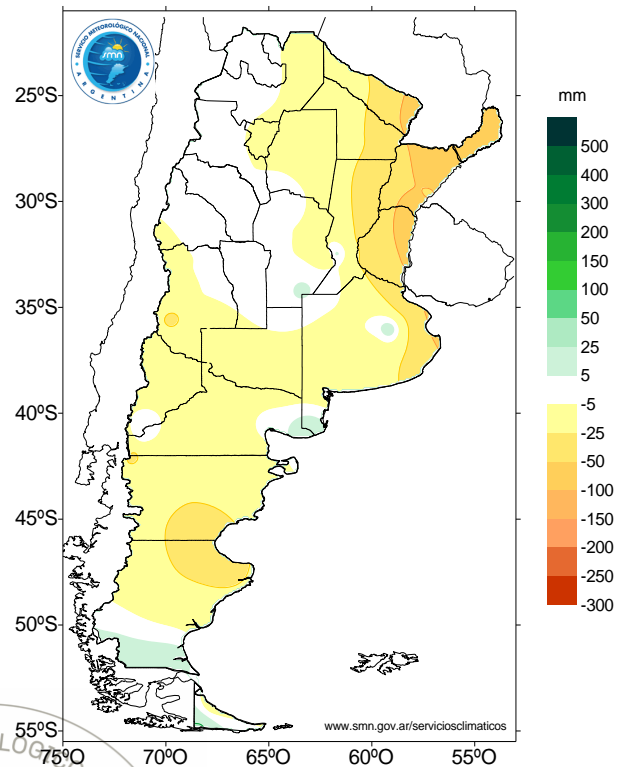 SERVICIO METEOROLÓGICO NACIONAL
smn
ARGENTINA
mm
500
400
300
200
150
100
50
25
5
-5
-25
-50
-100
-150
-200
-250
-300
25ºS
30ºS
35ºS
40ºS
45ºS
50ºS
55ºS
www.smn.gov.ar/serviciosclimaticos
75ºO 70ºO 65ºO 60ºO 55ºO